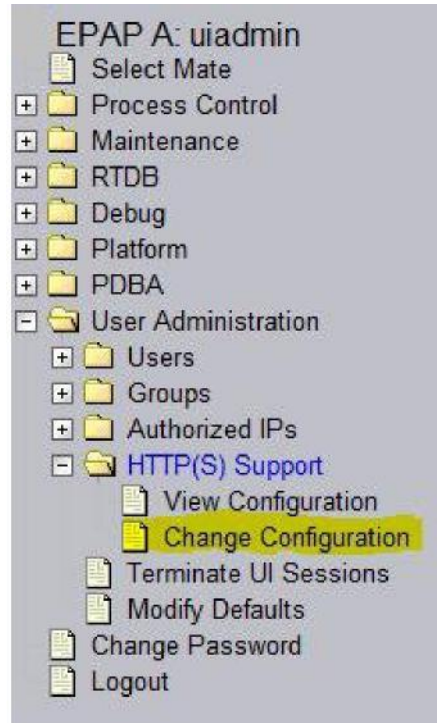 EPAP A: uiadmin
Select Mate
Process Control
Maintenance
RTDB
Debug
Platform
PDBA
User Administration
Users
Groups
Authorized IPs
HTTP(S) Support
View Configuration
Change Configuration
Terminate UI Sessions
Modify Defaults
Change Password
Logout